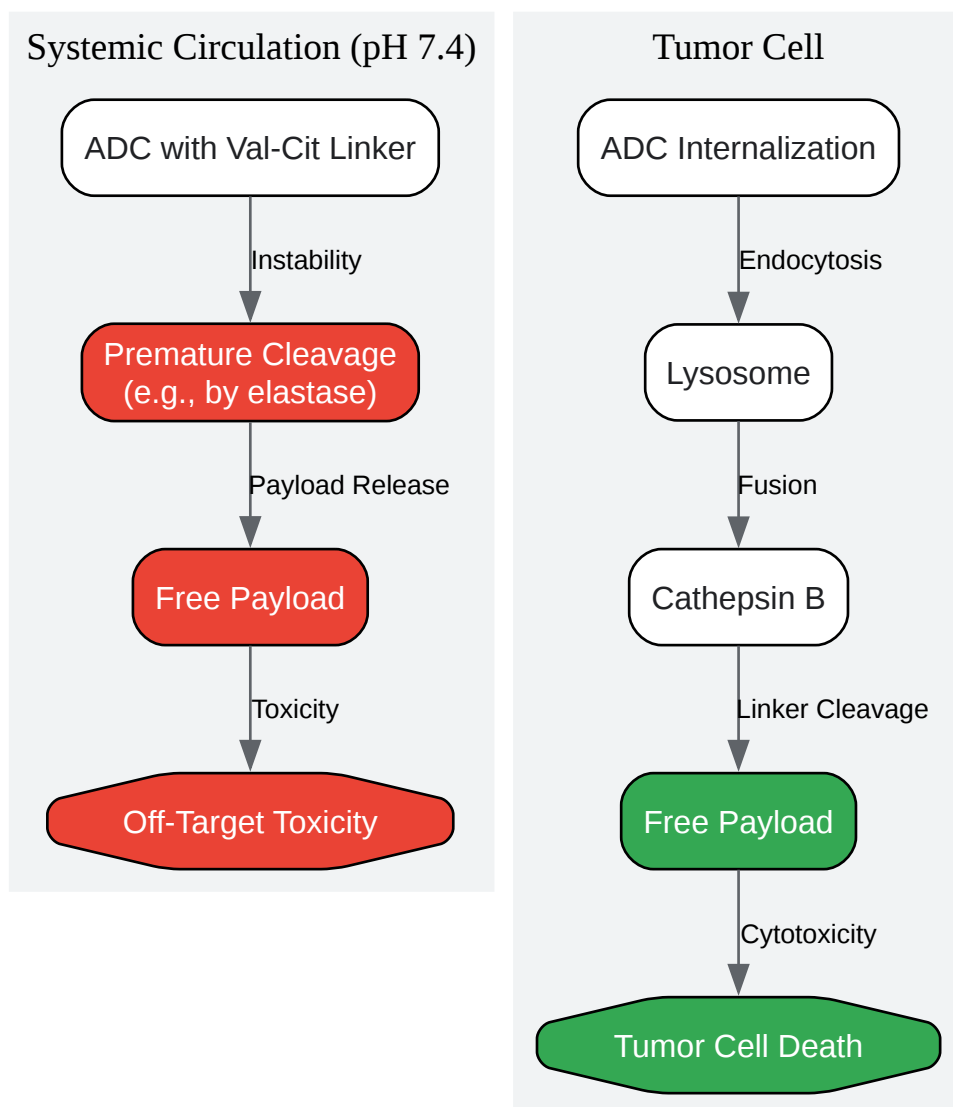 Systemic Circulation (pH 7.4)
ADC with Val-Cit Linker
Instability
Premature Cleavage
(e.g., by elastase)
Payload Release
Free Payload
Toxicity
Off-Target Toxicity
Tumor Cell
ADC Internalization
Endocytosis
Lysosome
Fusion
Cathepsin B
Linker Cleavage
Free Payload
Cytotoxicity
Tumor Cell Death